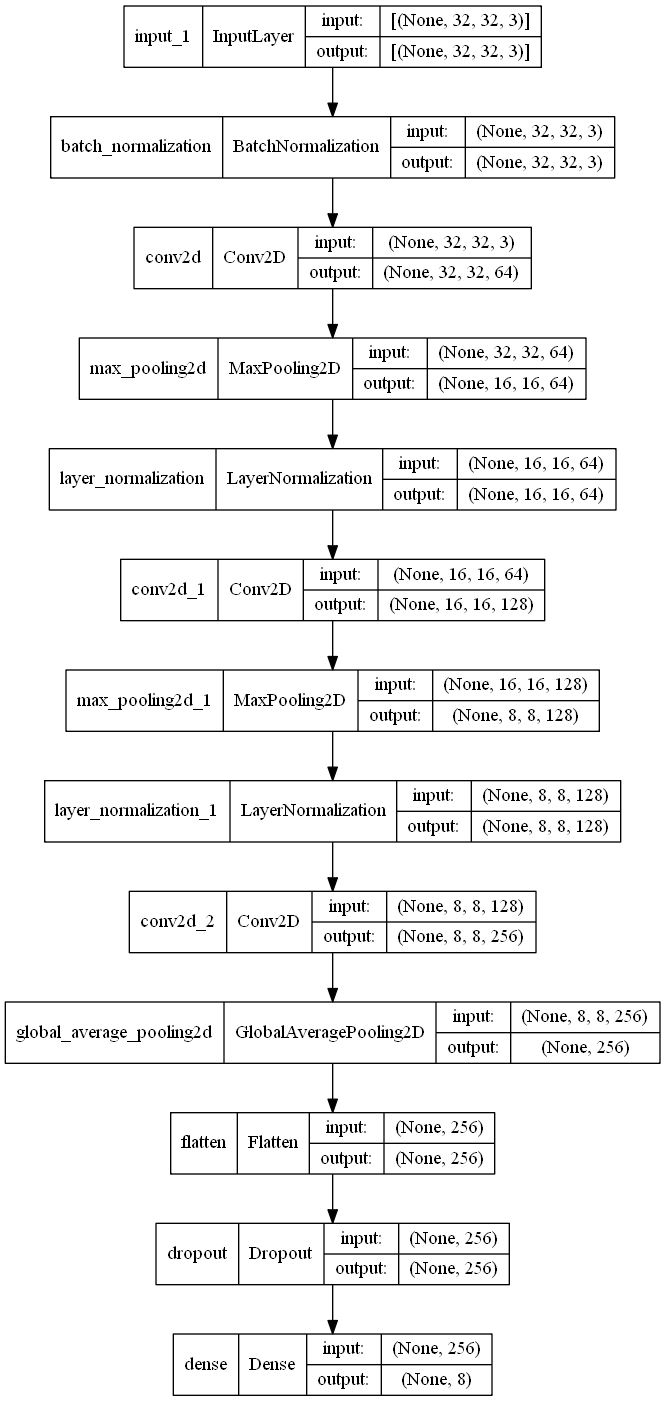 input_1 InputLayer input: [(None, 32, 32, 3)]
output: [(None, 32, 32, 3)]
batch_normalization BatchNormalization input: (None, 32, 32, 3)
output: (None, 32, 32, 3)
conv2d Conv2D input: (None, 32, 32, 3)
output: (None, 32, 32, 64)
max_pooling2d MaxPooling2D input: (None, 32, 32, 64)
output: (None, 16, 16, 64)
layer_normalization LayerNormalization input: (None, 16, 16, 64)
output: (None, 16, 16, 64)
conv2d_1 Conv2D input: (None, 16, 16, 64)
output: (None, 16, 16, 128)
max_pooling2d_1 MaxPooling2D input: (None, 16, 16, 128)
output: (None, 8, 8, 128)
layer_normalization_1 LayerNormalization input: (None, 8, 8, 128)
output: (None, 8, 8, 128)
conv2d_2 Conv2D input: (None, 8, 8, 128)
output: (None, 8, 8, 256)
global_average_pooling2d GlobalAveragePooling2D input: (None, 8, 8, 256)
output: (None, 256)
flatten Flatten input: (None, 256)
output: (None, 256)
dropout Dropout input: (None, 256)
output: (None, 256)
dense Dense input: (None, 256)
output: (None, 8)